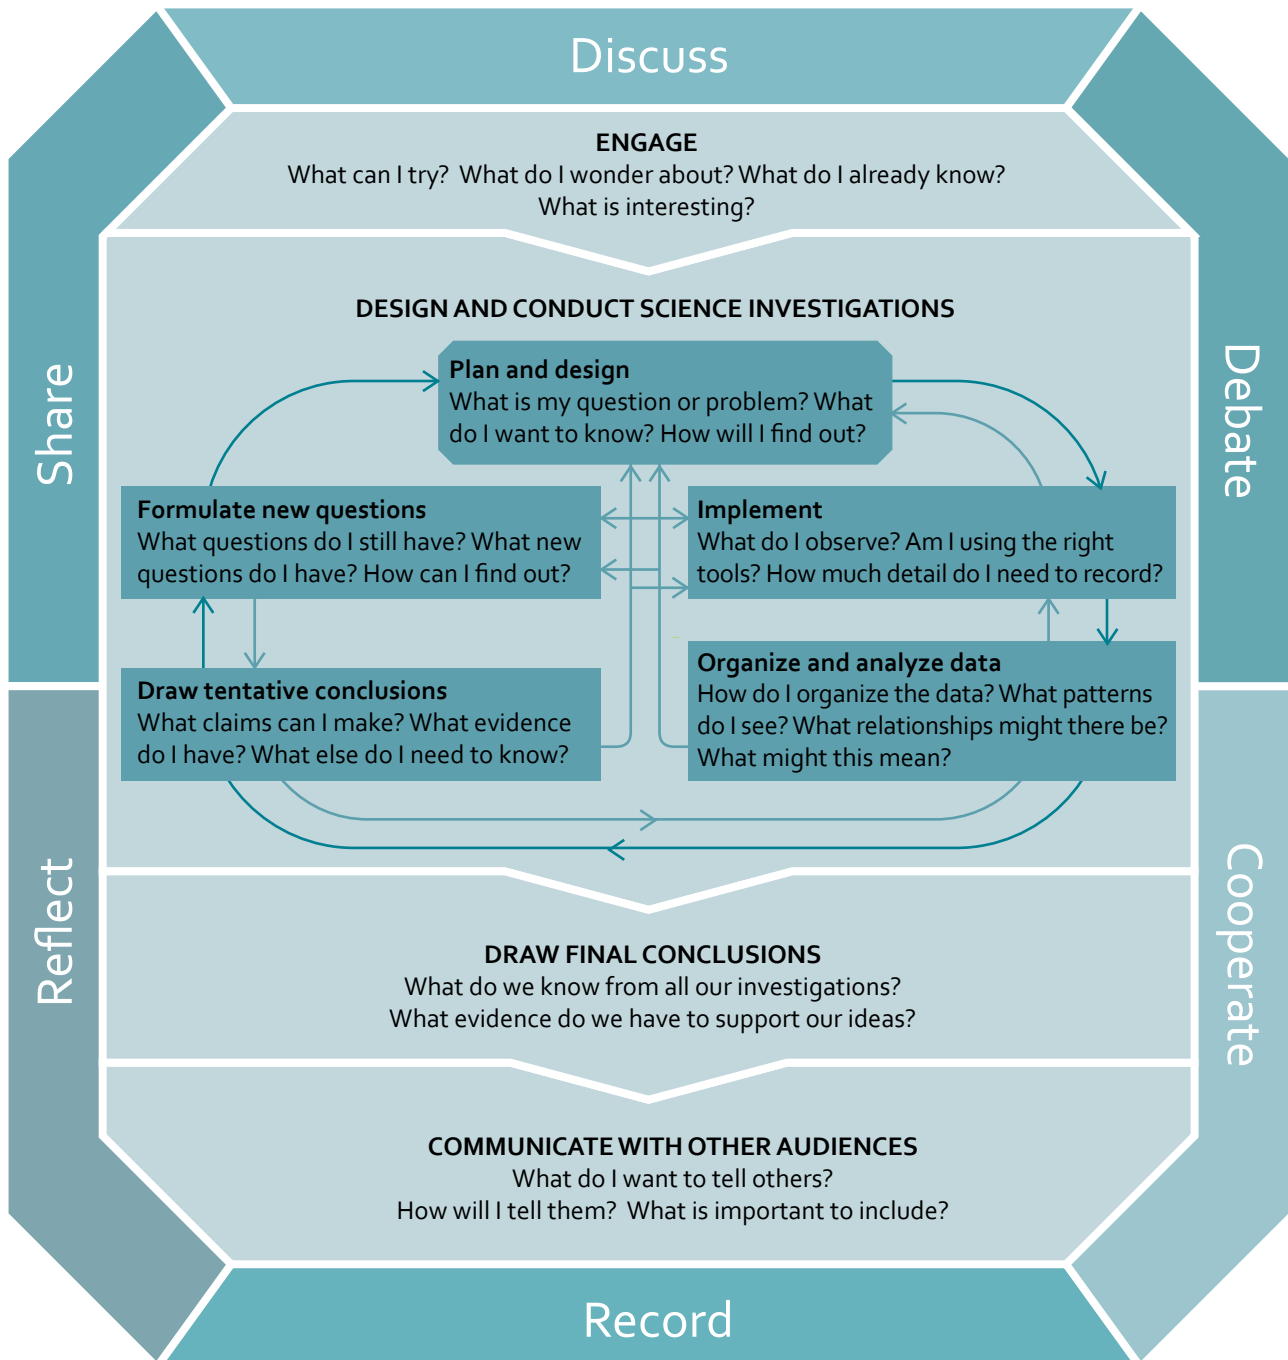 Discuss
ENGAGE
What can I try?  What do I wonder about? What do I already know?
What is interesting?
Share
Debate
DESIGN AND CONDUCT SCIENCE INVESTIGATIONS
Plan and design
What is my question or problem? What
do I want to know? How will I find out?
Formulate new questions
What questions do I still have? What new
questions do I have? How can I find out?
Implement
What do I observe? Am I using the right
tools? How much detail do I need to record?
Draw tentative conclusions
What claims can I make? What evidence
do I have? What else do I need to know?
Organize and analyze data
How do I organize the data? What patterns
do I see? What relationships might there be?
What might this mean?
Reflect
Cooperate
DRAW FINAL CONCLUSIONS
What do we know from all our investigations?
What evidence do we have to support our ideas?
COMMUNICATE WITH OTHER AUDIENCES
What do I want to tell others?
How will I tell them?  What is important to include?
Record